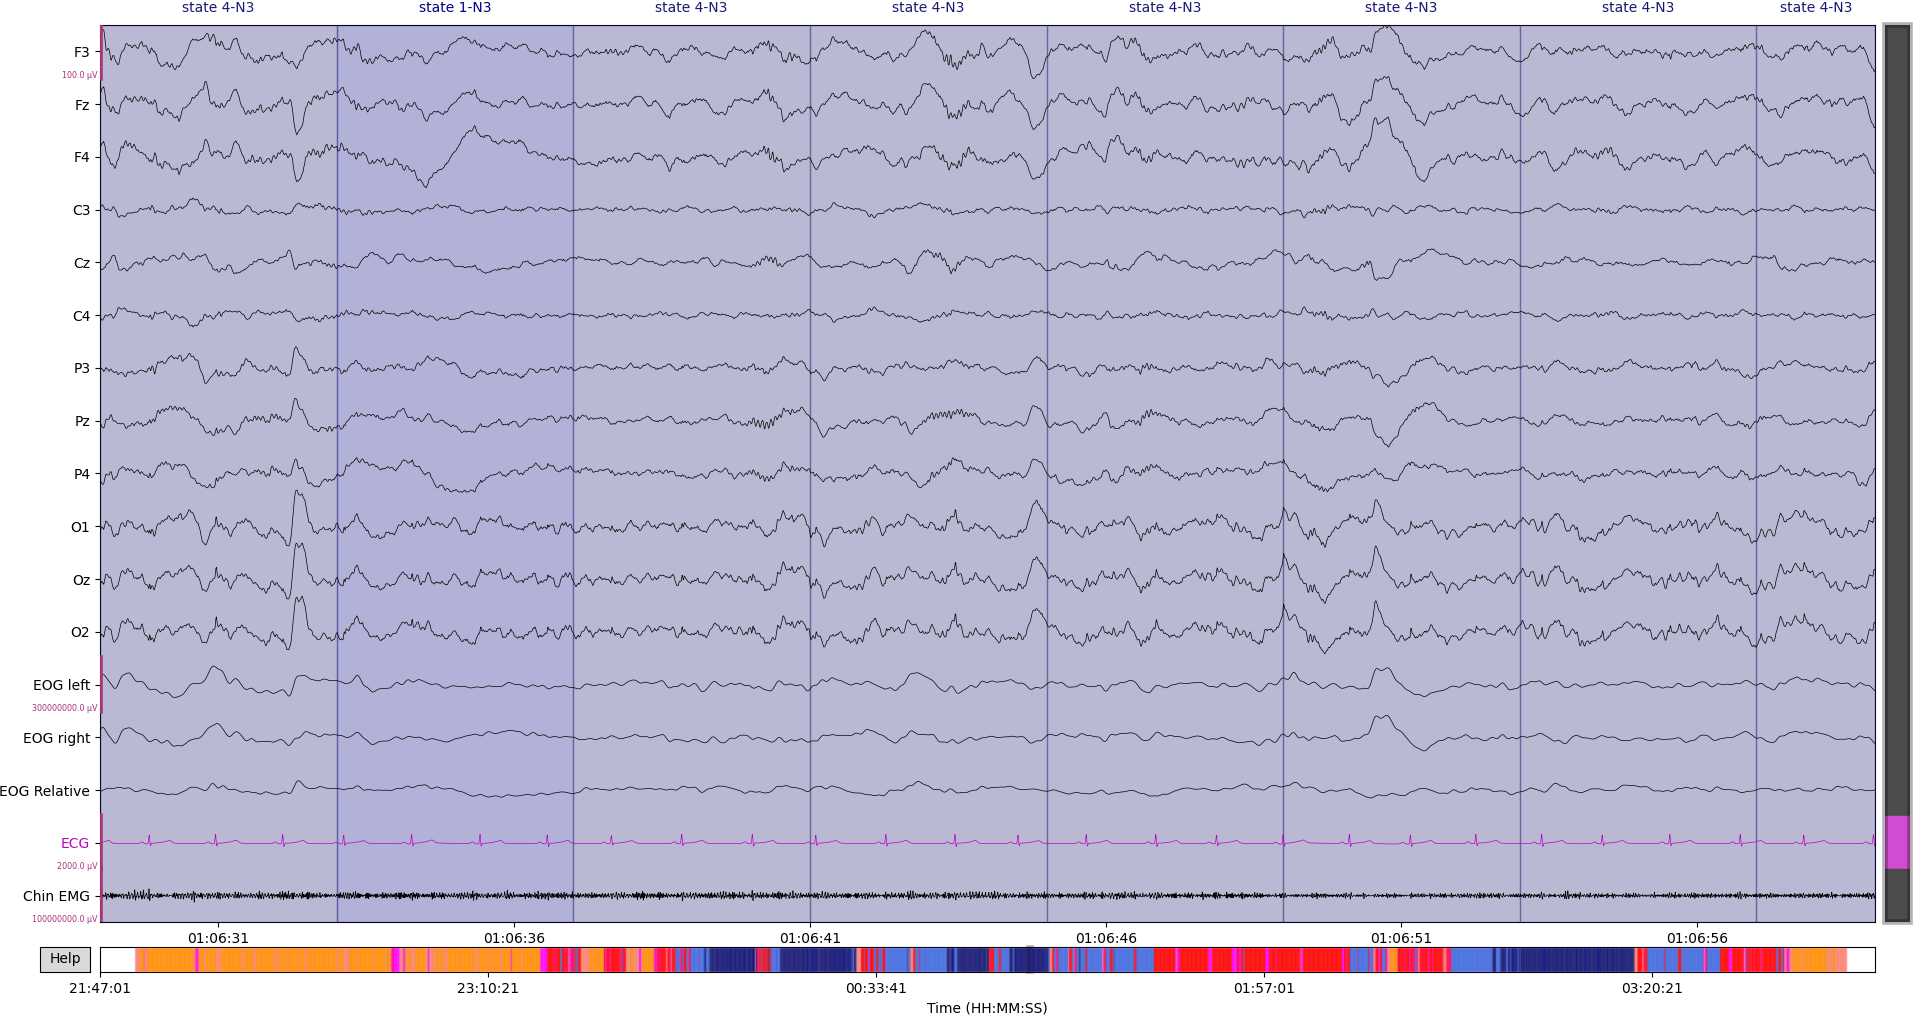 state 4-N3 state 1-N3 state 4-N3 state 4-N3 state 4-N3 state 4-N3 state 4-N3 state 4-N3
F3
100.0 µV
Fz
F4
C3
Cz
C4
P3
Pz
P4
O1
Oz
O2
EOG left
300000000.0 µV
EOG right
EOG Relative
ECG
2000.0 µV
Chin EMG
100000000.0 µV
01:06:31 01:06:36 01:06:41 01:06:46 01:06:51 01:06:56
Help
21:47:01 23:10:21 00:33:41 01:57:01 03:20:21
Time (HH:MM:SS)